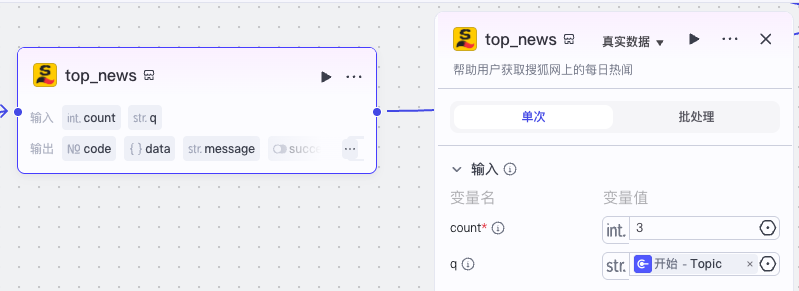 top_news
输入 int. count str. q
输出 № code { } data str. message succe
top_news 真实数据
帮助用户获取搜狐网上的每日热闻
单次 批处理
输入
变量名 变量值
count* int. 3
q str. 开始 - Topic ×